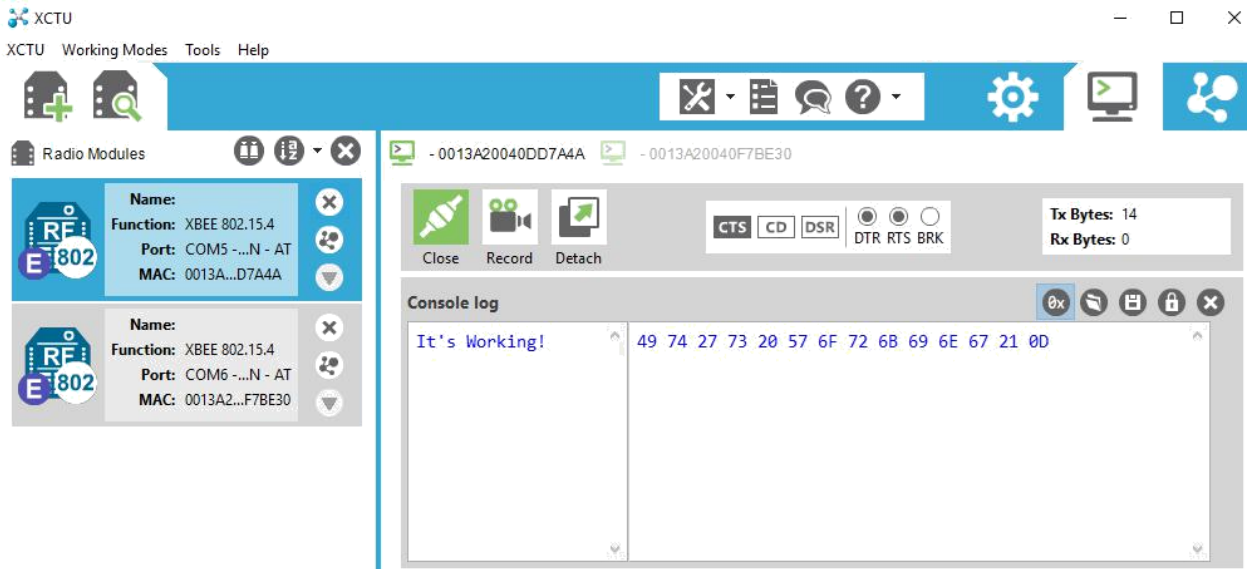 XCTU
XCTU Working Modes Tools Help
Radio Modules
- 0013A20040DD7A4A - 0013A20040F7BE30
Name:
Function: XBEE 802.15.4
Port: COM5 -...N - AT
MAC: 0013A...D7A4A
RF
E 802
Name:
Function: XBEE 802.15.4
Port: COM6 -...N - AT
MAC: 0013A2...F7BE30
RF
E 802
Close Record Detach
CTS CD DSR
DTR RTS BRK
Tx Bytes: 14
Rx Bytes: 0
Console log
0x
It's Working!
49 74 27 73 20 57 6F 72 6B 69 6E 67 21 0D